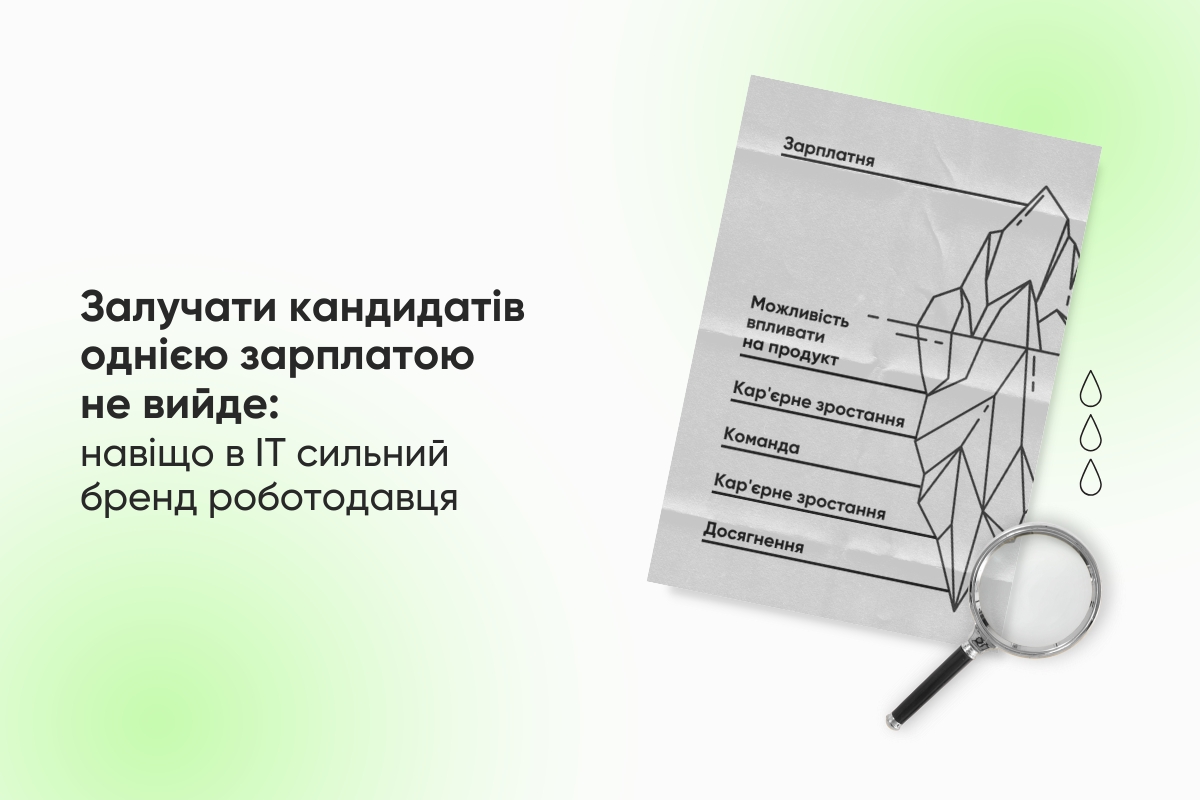 Залучати кандидатів
однією зарплатою
не вийде:
навіщо в ІТ сильний
бренд роботодавця
Зарплатня
Можливість
впливати
на продукт
Кар'єрне зростання
Команда
Кар'єрне зростання
Досягнення